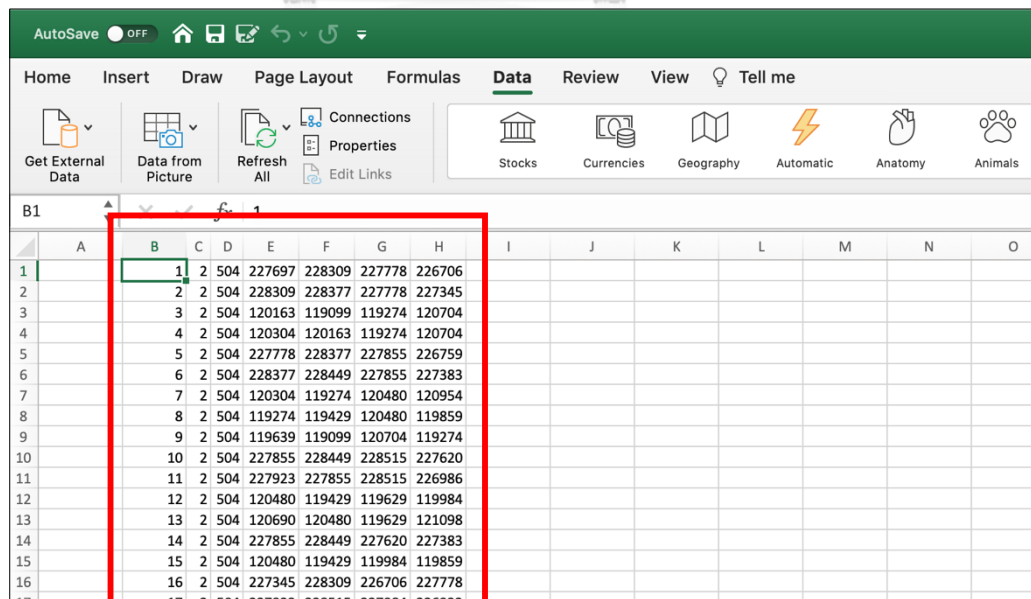 AutoSave OFF
Home Insert Draw Page Layout Formulas Data Review View Tell me
Get External Data
Data from Picture
Refresh All
Connections
Properties
Edit Links
Stocks Currencies Geography Automatic Anatomy Animals
B1 fx 1
A B C D E F G H I J K L M N O
1 1 2 504 227697 228309 227778 226706
2 2 2 504 228309 228377 227778 227345
3 3 2 504 120163 119099 119274 120704
4 4 2 504 120304 120163 119274 120704
5 5 2 504 227778 228377 227855 226759
6 6 2 504 228377 228449 227855 227383
7 7 2 504 120304 119274 120480 120954
8 8 2 504 119274 119429 120480 119859
9 9 2 504 119639 119099 120704 119274
10 10 2 504 227855 228449 228515 227620
11 11 2 504 227923 227855 228515 226986
12 12 2 504 120480 119429 119629 119984
13 13 2 504 120690 120480 119629 121098
14 14 2 504 227855 228449 227620 227383
15 15 2 504 120480 119429 119984 119859
16 16 2 504 227345 228309 226706 227778